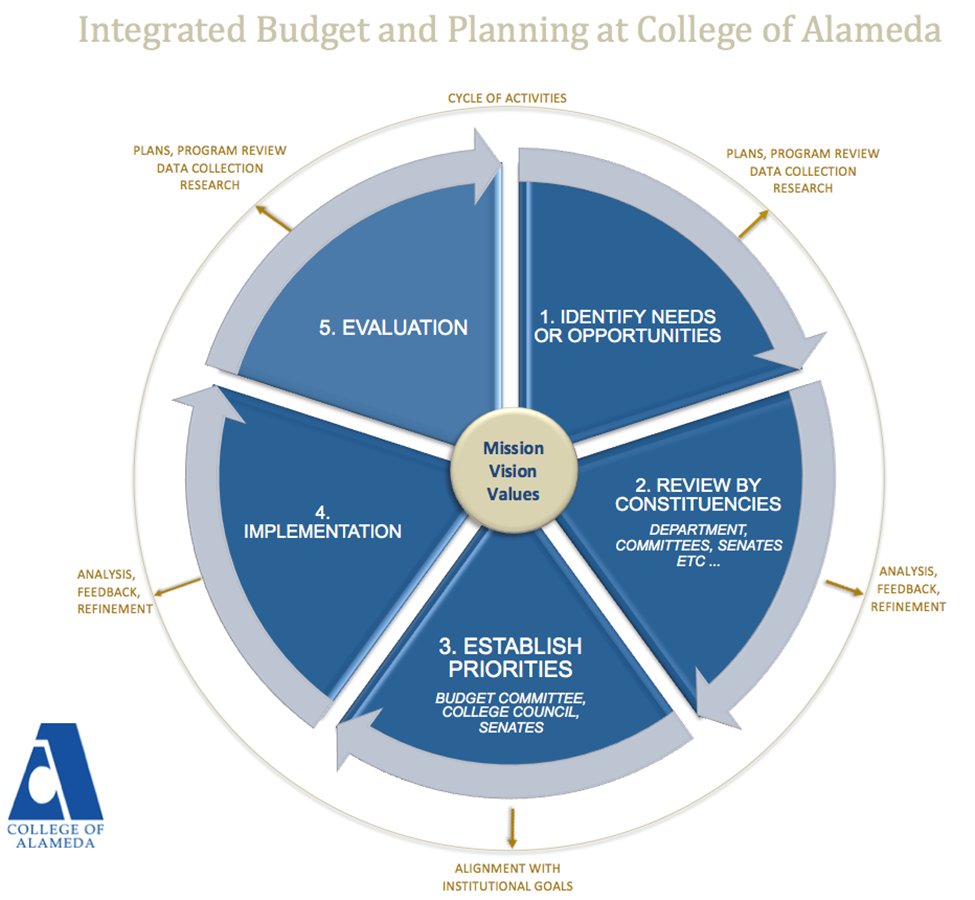 Integrated Budget and Planning at College of Alameda
CYCLE OF ACTIVITIES
PLANS, PROGRAM REVIEW
DATA COLLECTION
RESEARCH
PLANS, PROGRAM REVIEW
DATA COLLECTION
RESEARCH
5. EVALUATION
1. IDENTIFY NEEDS
OR OPPORTUNITIES
Mission
Vision
Values
2. REVIEW BY
CONSTITUENCIES
DEPARTMENT,
COMMITTEES, SENATES
ETC ...
4.
IMPLEMENTATION
ANALYSIS,
FEEDBACK,
REFINEMENT
ANALYSIS,
FEEDBACK,
REFINEMENT
3. ESTABLISH
PRIORITIES
BUDGET COMMITTEE,
COLLEGE COUNCIL,
SENATES
COLLEGE OF
ALAMEDA
ALIGNMENT WITH
INSTITUTIONAL GOALS